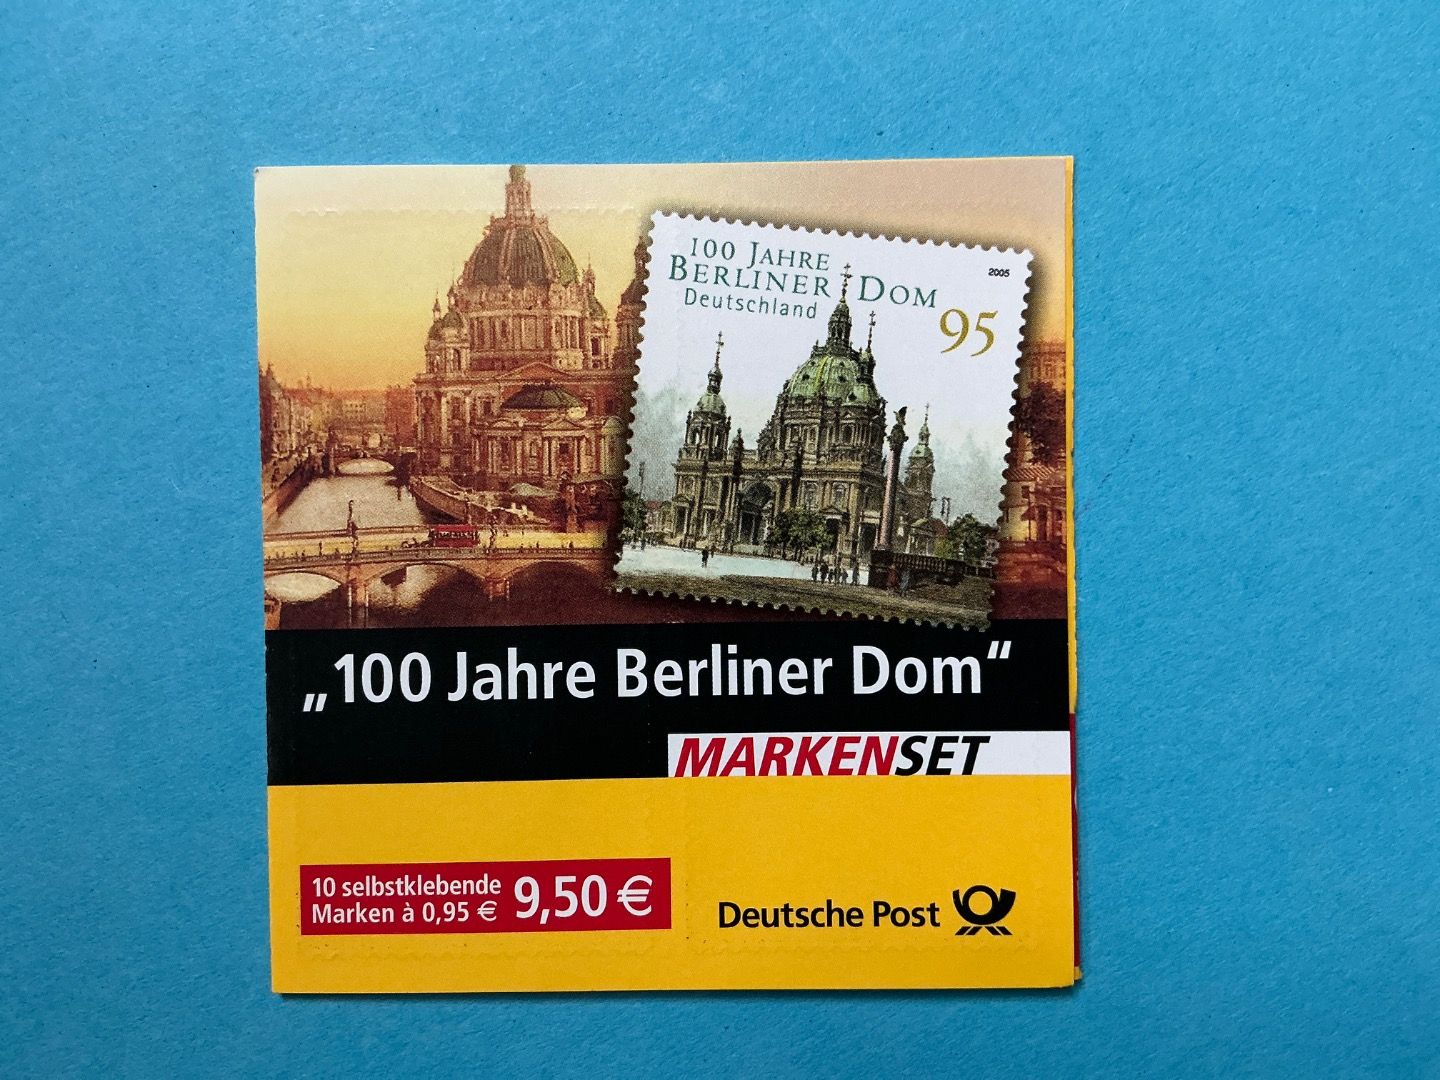 100 JAHRE
BERLINER DOM
Deutschland
2005
95
„100 Jahre Berliner Dom“
MARKENSET
10 selbstklebende
Marken à 0,95 €
9,50 €
Deutsche Post